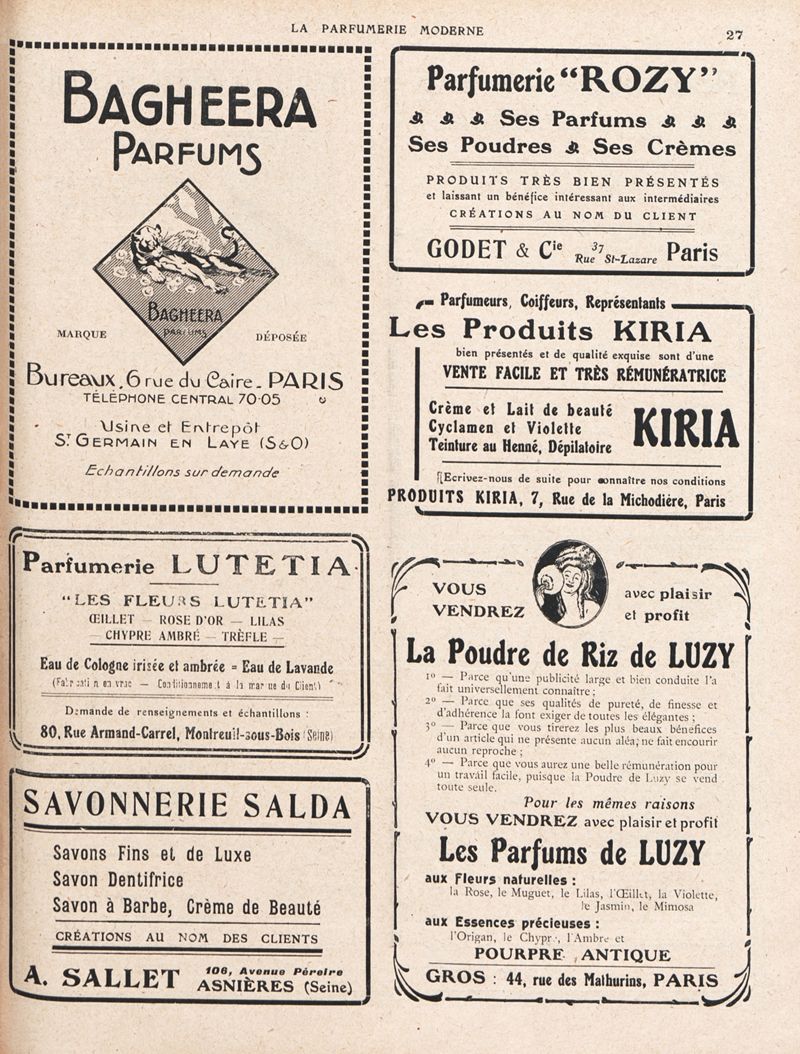 LA PARFUMERIE MODERNE
27
BAGHEERA
PARFUMS
BAGHEERA
PARFUMS
MARQUE DÉPOSÉE
Bureaux, 6 rue du Caire - PARIS
TÉLÉPHONE CENTRAL 70-05
Usine et Entrepôt
ST GERMAIN EN LAYE (S&O)
Echantillons sur demande
Parfumerie "ROZY"
Ses Parfums
Ses Poudres Ses Crèmes
PRODUITS TRÈS BIEN PRÉSENTÉS
et laissant un bénéfice intéressant aux intermédiaires
CRÉATIONS AU NOM DU CLIENT
GODET & Cie 37 Rue St-Lazare Paris
Parfumeurs, Coiffeurs, Représentants
Les Produits KIRIA
bien présentés et de qualité exquise sont d'une
VENTE FACILE ET TRÈS RÉMUNÉRATRICE
Crème et Lait de beauté
Cyclamen et Violette
Teinture au Henné, Dépilatoire
KIRIA
Ecrivez-nous de suite pour connaître nos conditions
PRODUITS KIRIA, 7, Rue de la Michodière, Paris
Parfumerie LUTETIA
"LES FLEURS LUTETIA"
ŒILLET — ROSE D'OR — LILAS
— CHYPRE AMBRÉ — TRÈFLE —
Eau de Cologne irisée et ambrée = Eau de Lavande
(Fabrication en vrac — Conditionnement à la marque du Client)
Demande de renseignements et échantillons :
80, Rue Armand-Carrel, Montreuil-sous-Bois (Seine)
SAVONNERIE SALDA
Savons Fins et de Luxe
Savon Dentifrice
Savon à Barbe, Crème de Beauté
CRÉATIONS AU NOM DES CLIENTS
A. SALLET 106, Avenue Péreire
ASNIÈRES (Seine)
VOUS VENDREZ avec plaisir et profit
La Poudre de Riz de LUZY
1º — Parce qu'une publicité large et bien conduite l'a
fait universellement connaître ;
2º — Parce que ses qualités de pureté, de finesse et
d'adhérence la font exiger de toutes les élégantes ;
3º — Parce que vous tirerez les plus beaux bénéfices
d'un article qui ne présente aucun aléa, ne fait encourir
aucun reproche ;
4º — Parce que vous aurez une belle rémunération pour
un travail facile, puisque la Poudre de Luzy se vend
toute seule.
Pour les mêmes raisons
VOUS VENDREZ avec plaisir et profit
Les Parfums de LUZY
aux Fleurs naturelles :
la Rose, le Muguet, le Lilas, l'Œillet, la Violette,
le Jasmin, le Mimosa
aux Essences précieuses :
l'Origan, le Chypre, l'Ambre et
POURPRE ANTIQUE
GROS : 44, rue des Mathurins, PARIS